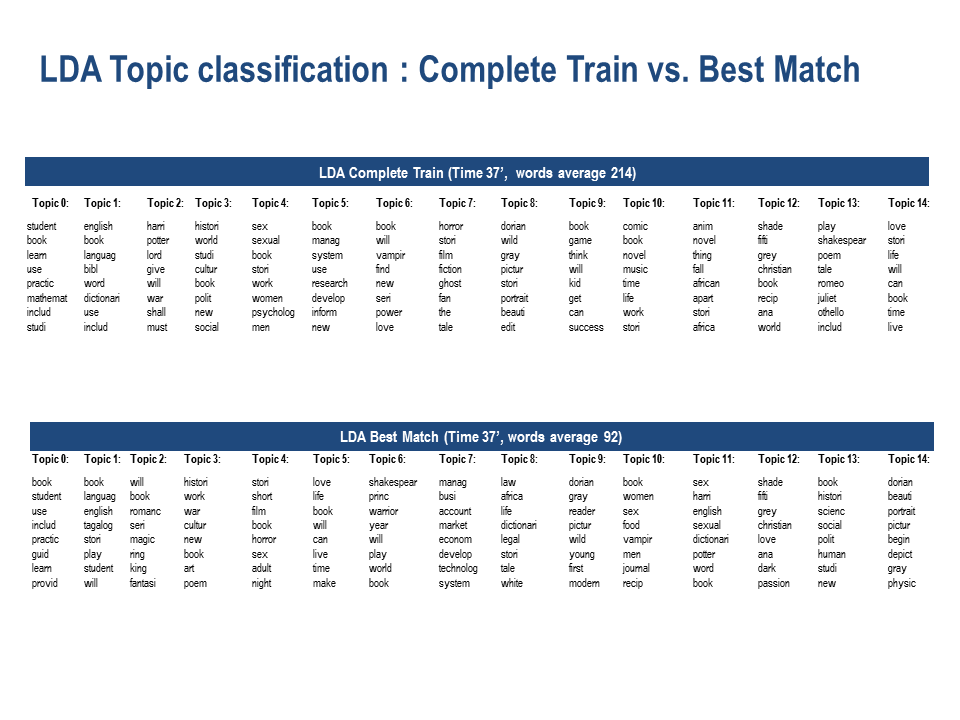 LDA Topic classification : Complete Train vs. Best Match
LDA Complete Train (Time 37’, words average 214)
Topic 0: Topic 1: Topic 2: Topic 3: Topic 4: Topic 5: Topic 6: Topic 7: Topic 8: Topic 9: Topic 10: Topic 11: Topic 12: Topic 13: Topic 14:
student english harri histori sex book book horror dorian book comic anim shade play love
book book potter world sexual manag will stori wild game book novel fifti shakespear stori
learn languag lord studi book system vampir film gray think novel thing grey poem life
use bibl give cultur stori use find fiction pictur will music fall christian tale will
practic word will book work research new ghost stori kid time african book romeo can
mathemat dictionari war polit women develop seri fan portrait get life apart recip juliet book
includ use shall new psycholog inform power the beauti can work stori ana othello time
studi includ must social men new love tale edit success stori africa world includ live
LDA Best Match (Time 37’, words average 92)
Topic 0: Topic 1: Topic 2: Topic 3: Topic 4: Topic 5: Topic 6: Topic 7: Topic 8: Topic 9: Topic 10: Topic 11: Topic 12: Topic 13: Topic 14:
book book will histori stori love shakespear manag law dorian book sex shade book dorian
student languag book work short life princ busi africa gray women harri fifti histori beauti
use english romanc war film book warrior account life reader sex english grey scienc portrait
includ tagalog seri cultur book will year market dictionari pictur food sexual christian social pictur
practic stori magic new horror can will econom legal wild vampir dictionari love polit begin
guid play ring book sex live play develop stori young men potter ana human depict
learn student king art adult time world technolog tale first journal word dark studi gray
provid will fantasi poem night make book system white modern recip book passion new physic